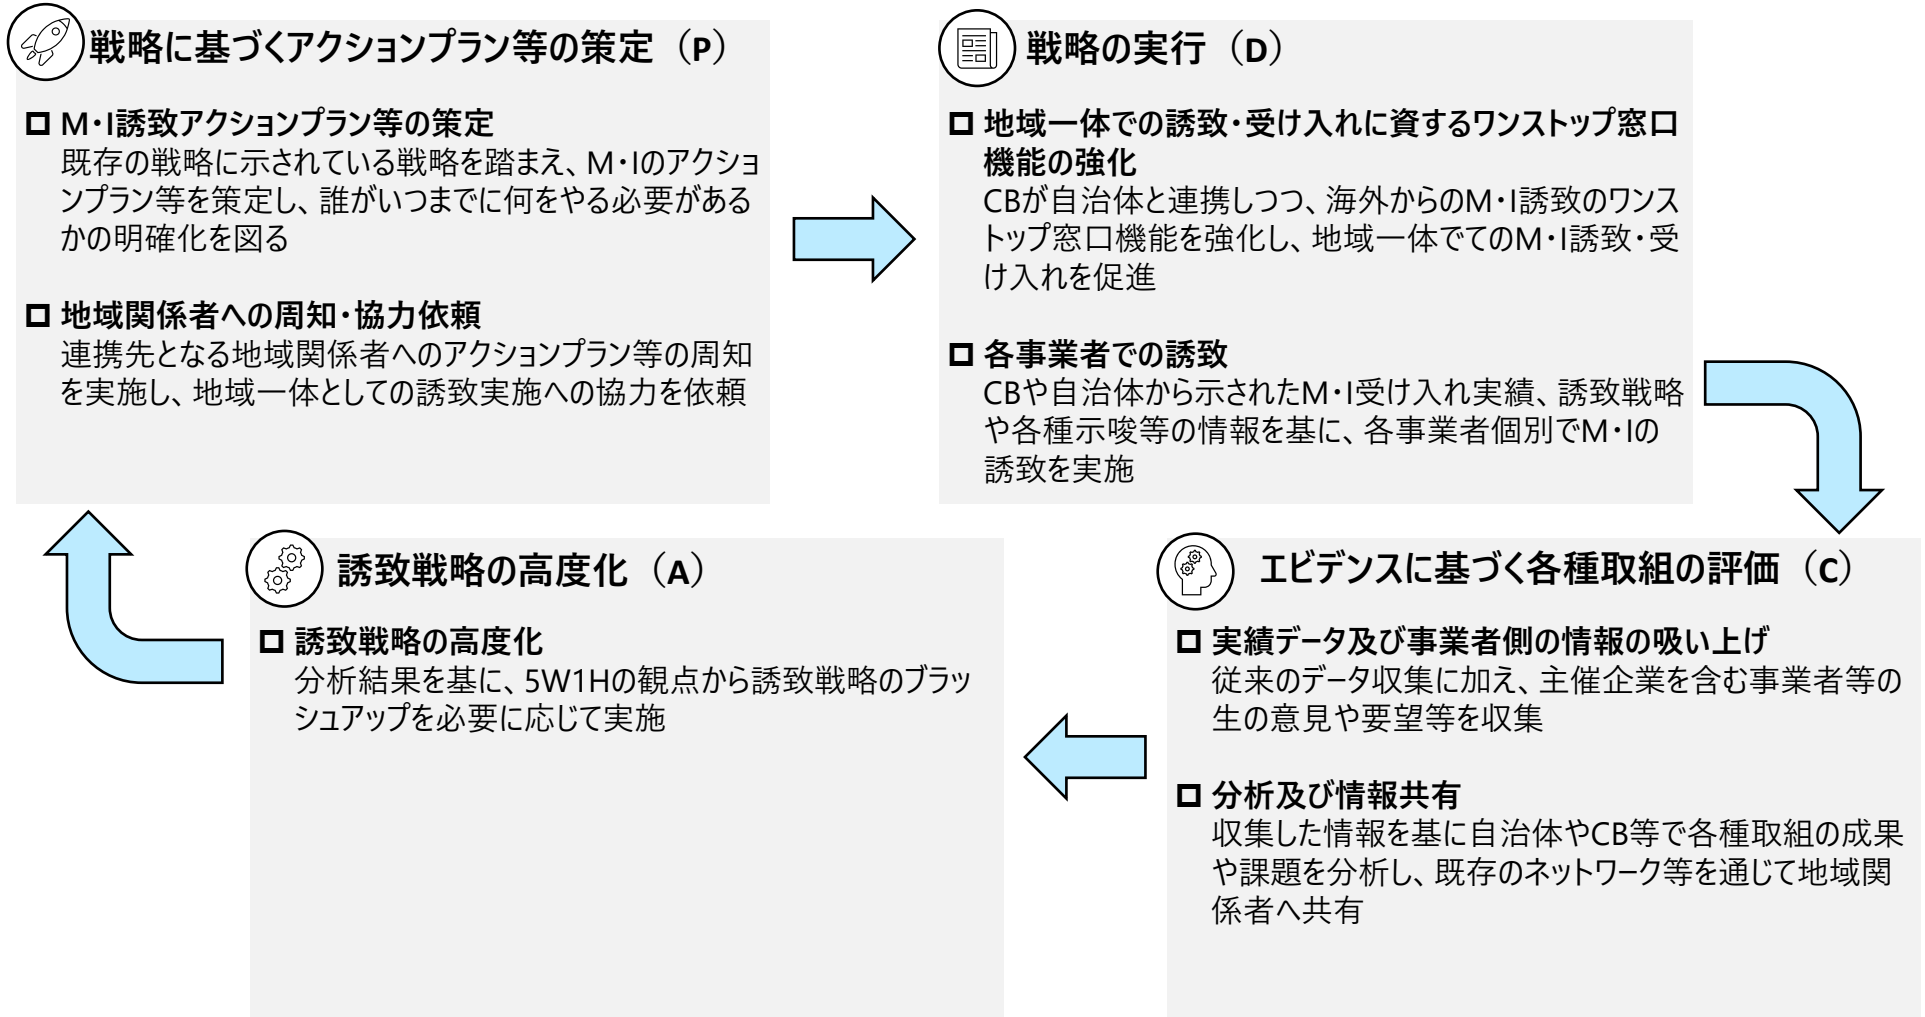 戦略に基づくアクションプラン等の策定（P）
M・I誘致アクションプラン等の策定
既存の戦略に示されている戦略を踏まえ、M・Iのアクショ
ンプラン等を策定し、誰がいつまでに何をやる必要がある
かの明確化を図る
地域関係者への周知・協力依頼
連携先となる地域関係者へのアクションプラン等の周知
を実施し、地域一体としての誘致実施への協力を依頼
戦略の実行（D）
地域一体での誘致・受け入れに資するワンストップ窓口
機能の強化
CBが自治体と連携しつつ、海外からのM・I誘致のワンス
トップ窓口機能を強化し、地域一体でてのM・I誘致・受
け入れを促進
各事業者での誘致
CBや自治体から示されたM・I受け入れ実績、誘致戦略
や各種示唆等の情報を基に、各事業者個別でM・Iの
誘致を実施
エビデンスに基づく各種取組の評価（C）
実績データ及び事業者側の情報の吸い上げ
従来のデータ収集に加え、主催企業を含む事業者等の
生の意見や要望等を収集
分析及び情報共有
収集した情報を基に自治体やCB等で各種取組の成果
や課題を分析し、既存のネットワーク等を通じて地域関
係者へ共有
誘致戦略の高度化（A）
誘致戦略の高度化
分析結果を基に、5W1Hの観点から誘致戦略のブラッ
シュアップを必要に応じて実施